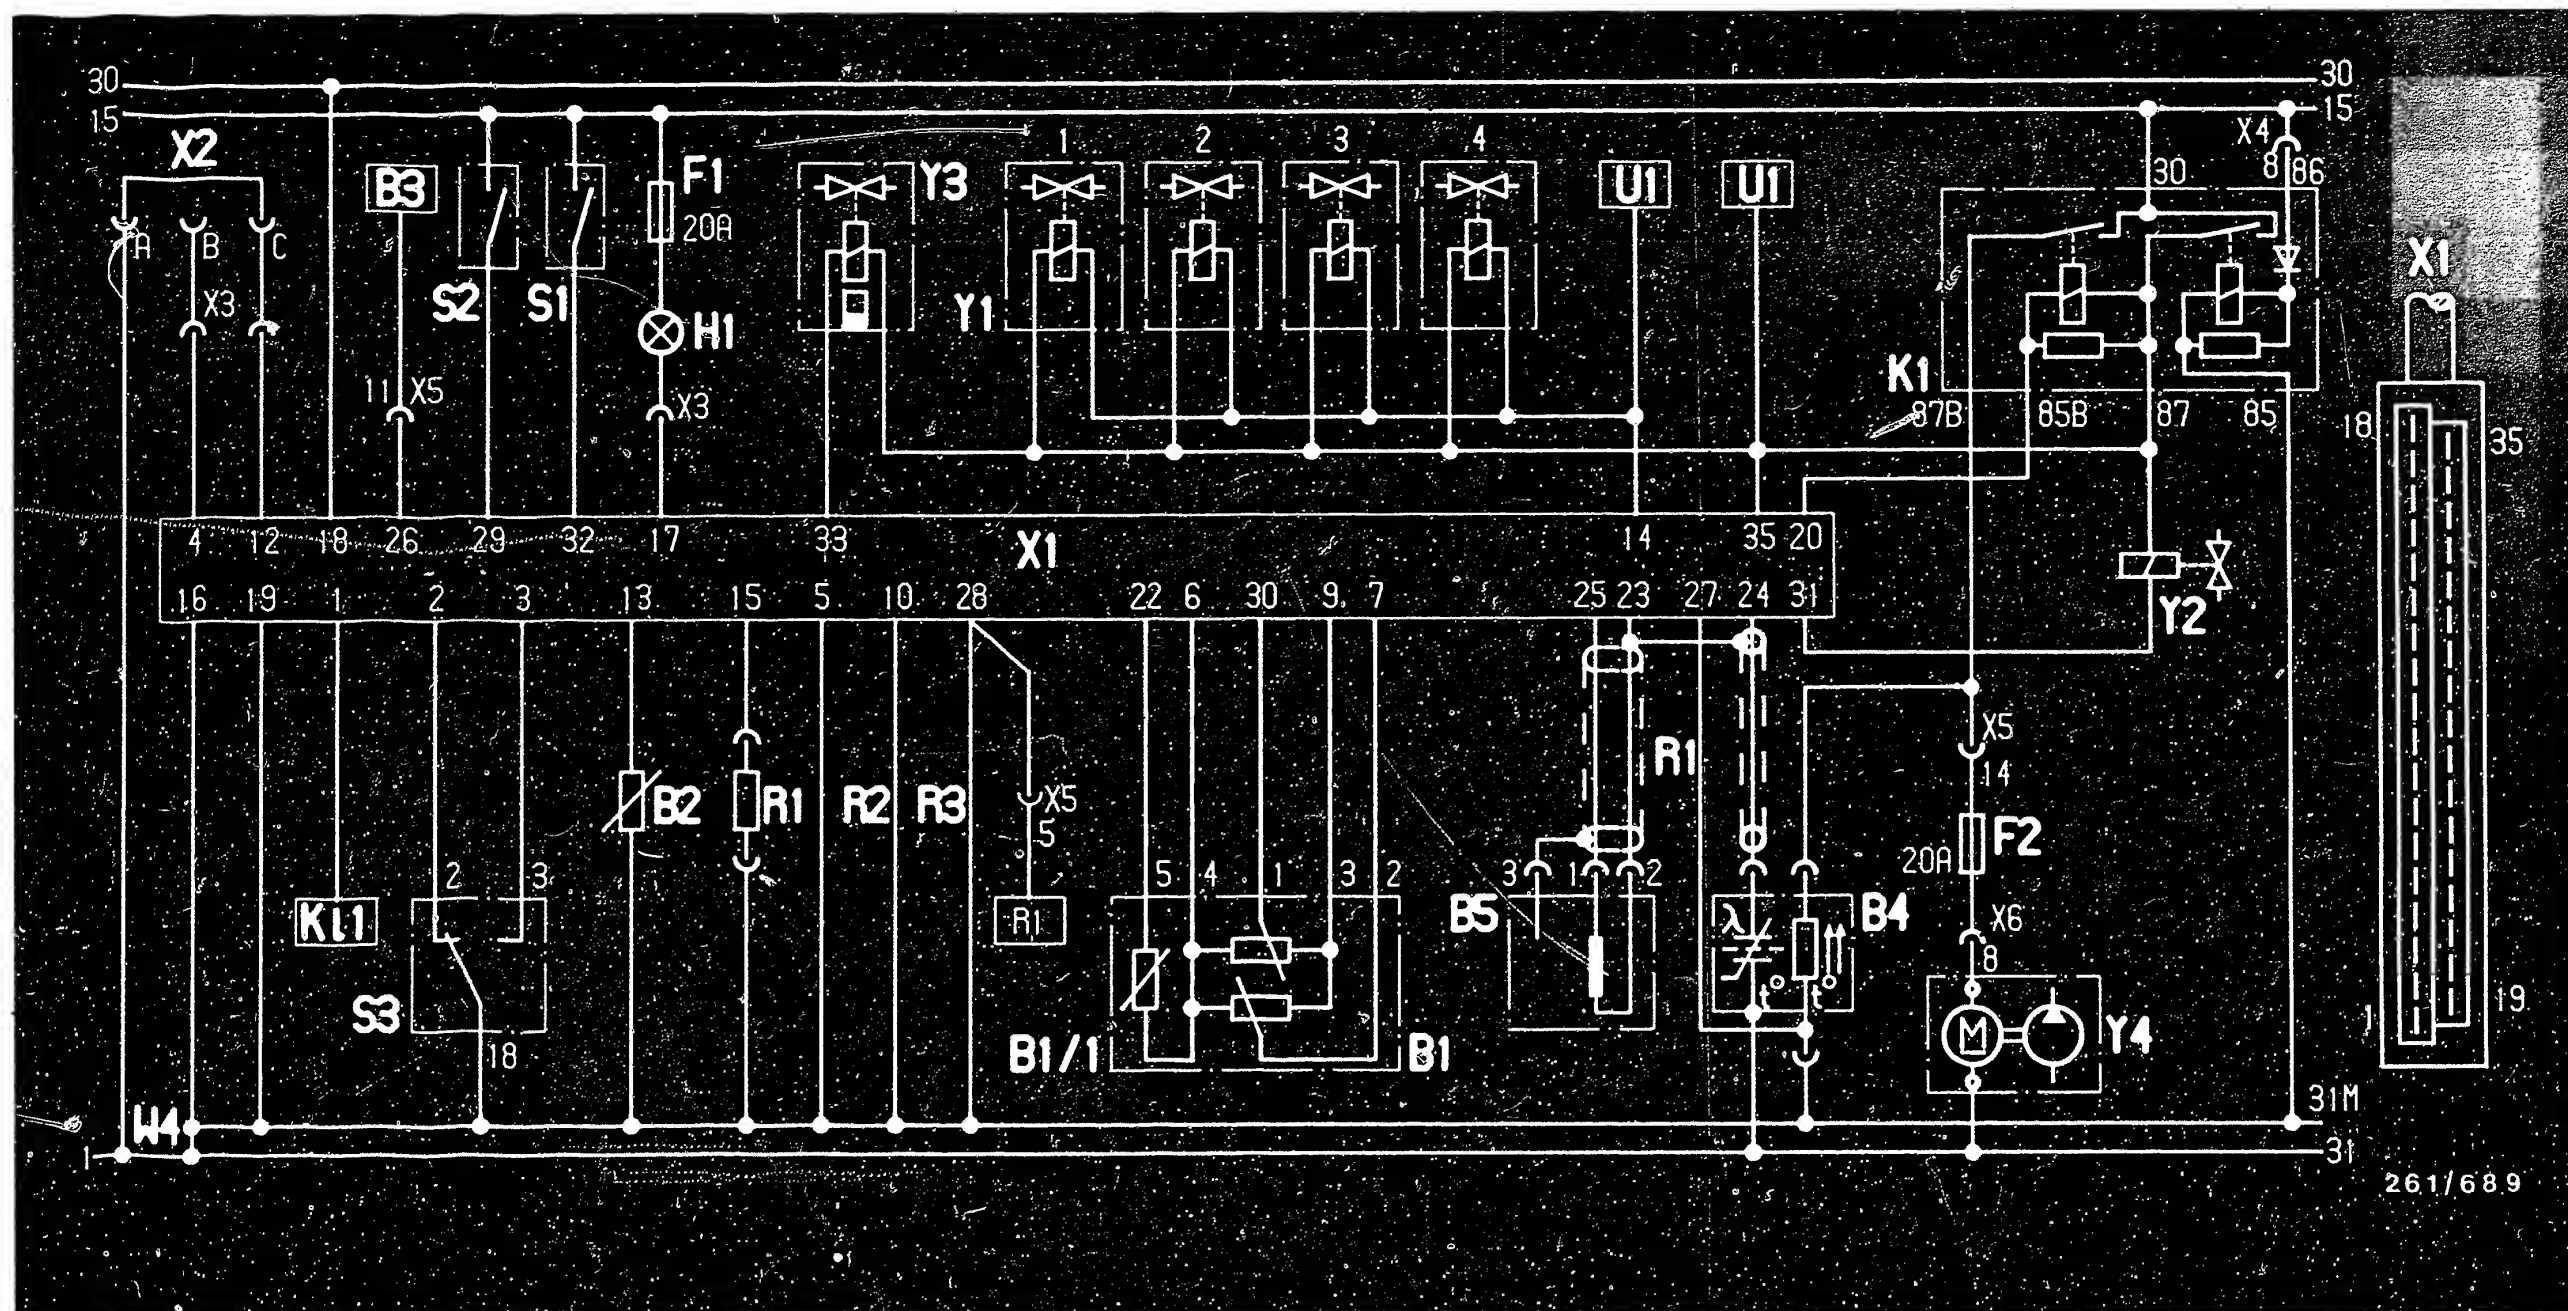 30 30
15 15
X2 X4
B3 F1 Y3 1 2 3 4 U1 U1 30 8 86
A B C 20A
X3 S2 S1 H1 Y1 X1
11 X5 X3 K1
87B 85B 87 85 18 35
4 12 18 26 29 32 17 33 X1 14 35 20
16 19 1 2 3 13 15 5 10 28 22 6 30 9 7 25 23 27 24 31 Y2
X5
R1
14
B2 R1 R2 R3 X5
5
20A F2
2 3 5 4 1 3 2 3 1 2
Kl1 R1 B5 λ B4 X6
8
t° t°
S3 1 19
18 B1/1 B1 M Y4
31M
W4
1 31
261/689